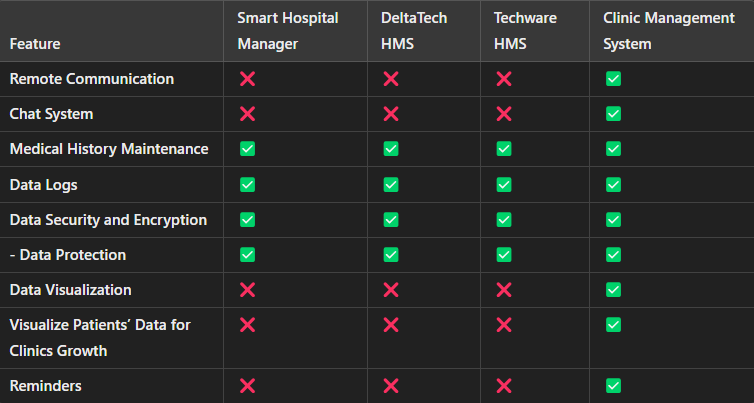 Feature Smart Hospital Manager DeltaTech HMS Techware HMS Clinic Management System
Remote Communication ❌ ❌ ❌ ✅
Chat System ❌ ❌ ❌ ✅
Medical History Maintenance ✅ ✅ ✅ ✅
Data Logs ✅ ✅ ✅ ✅
Data Security and Encryption ✅ ✅ ✅ ✅
- Data Protection ✅ ✅ ✅ ✅
Data Visualization ❌ ❌ ❌ ✅
Visualize Patients’ Data for
Clinics Growth ❌ ❌ ❌ ✅
Reminders ❌ ❌ ❌ ✅